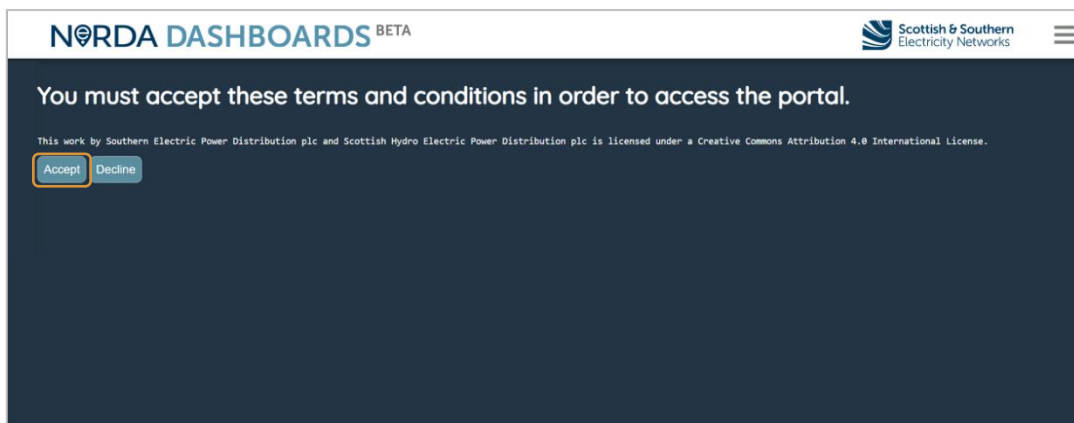 NERDA DASHBOARDS BETA
Scottish & Southern
Electricity Networks
You must accept these terms and conditions in order to access the portal.
This work by Southern Electric Power Distribution plc and Scottish Hydro Electric Power Distribution plc is licensed under a Creative Commons Attribution 4.0 International License.
Accept Decline